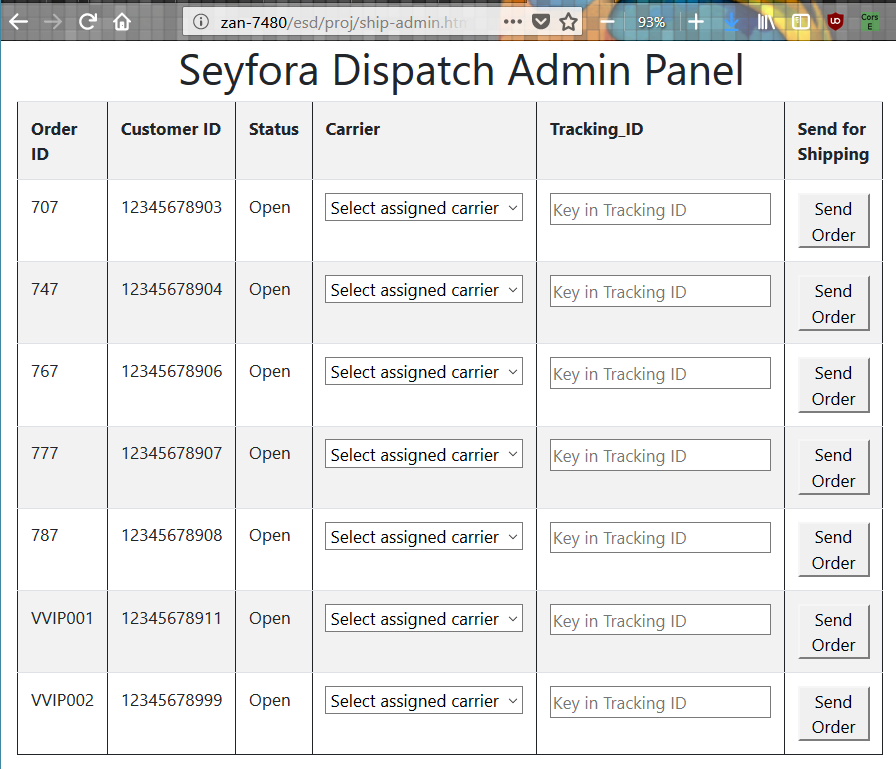 zan-7480/esd/proj/ship-admin.htm
93%
Cors
E
Seyfora Dispatch Admin Panel
Order ID Customer ID Status Carrier Tracking_ID Send for Shipping
707 12345678903 Open Select assigned carrier Key in Tracking ID Send Order
747 12345678904 Open Select assigned carrier Key in Tracking ID Send Order
767 12345678906 Open Select assigned carrier Key in Tracking ID Send Order
777 12345678907 Open Select assigned carrier Key in Tracking ID Send Order
787 12345678908 Open Select assigned carrier Key in Tracking ID Send Order
VVIP001 12345678911 Open Select assigned carrier Key in Tracking ID Send Order
VVIP002 12345678999 Open Select assigned carrier Key in Tracking ID Send Order